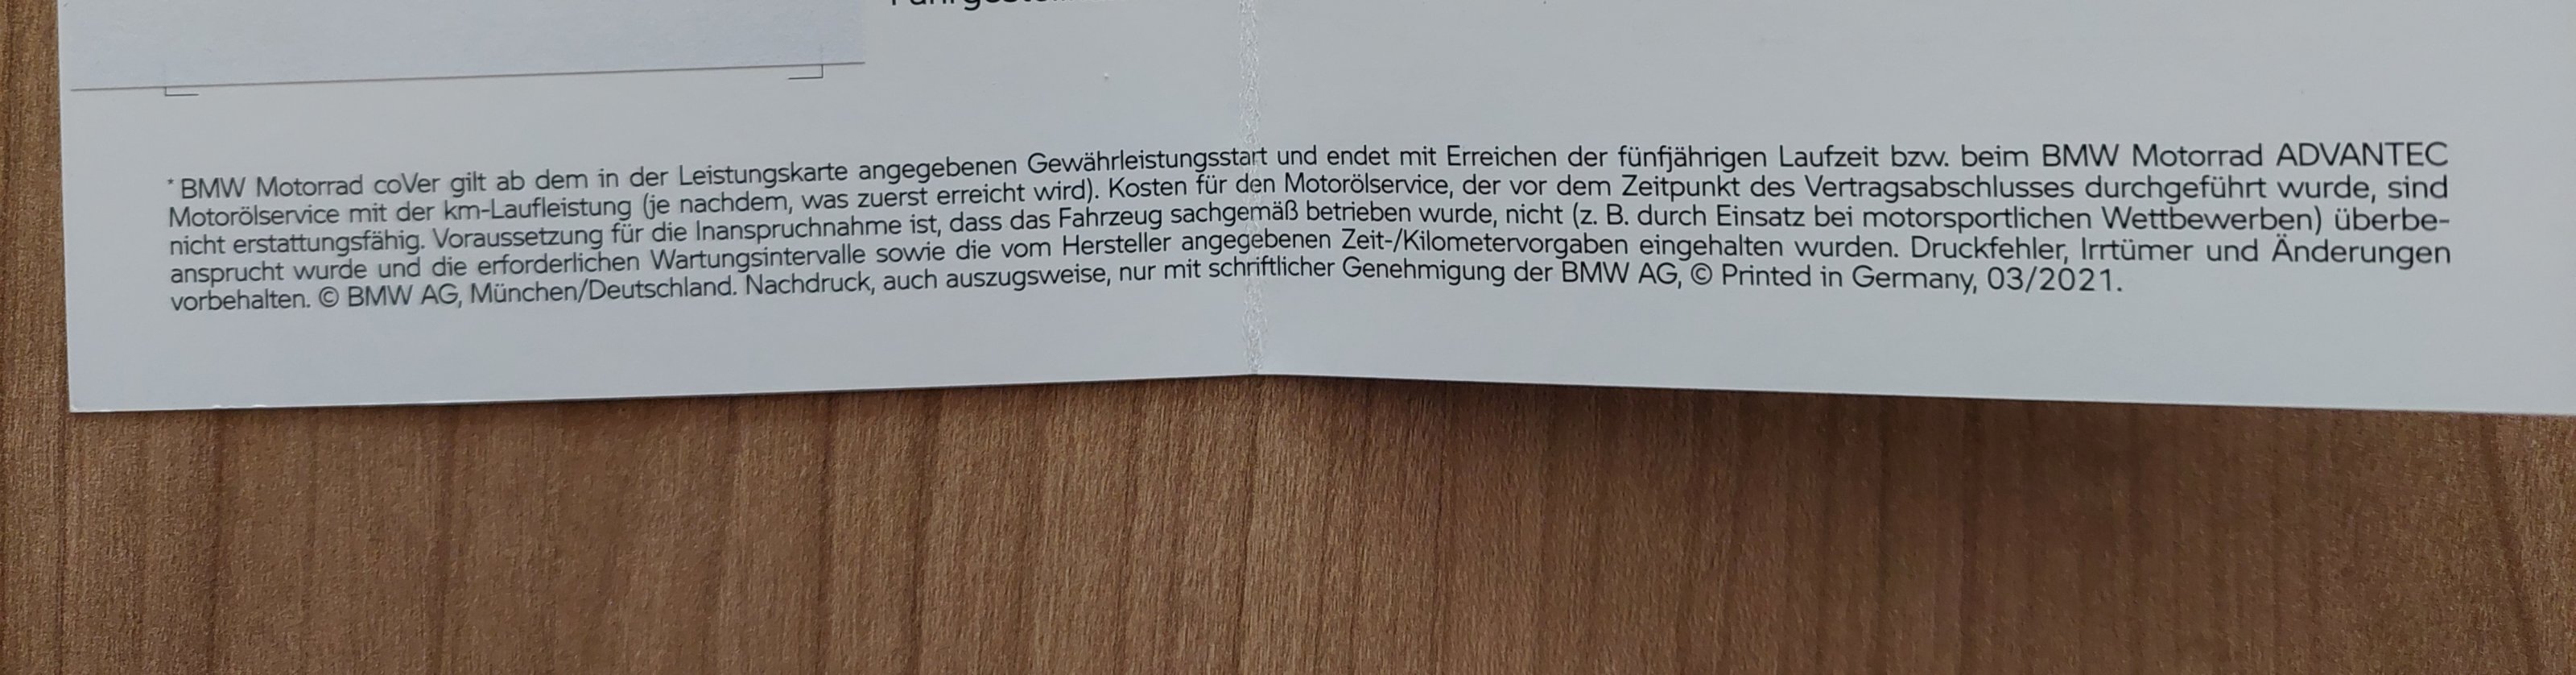 * BMW Motorrad coVer gilt ab dem in der Leistungskarte angegebenen Gewährleistungsstart und endet mit Erreichen der fünfjährigen Laufzeit bzw. beim BMW Motorrad ADVANTEC
Motorölservice mit der km-Laufleistung (je nachdem, was zuerst erreicht wird). Kosten für den Motorölservice, der vor dem Zeitpunkt des Vertragsabschlusses durchgeführt wurde, sind
nicht erstattungsfähig. Voraussetzung für die Inanspruchnahme ist, dass das Fahrzeug sachgemäß betrieben wurde, nicht (z. B. durch Einsatz bei motorsportlichen Wettbewerben) überbe-
ansprucht wurde und die erforderlichen Wartungsintervalle sowie die vom Hersteller angegebenen Zeit-/Kilometervorgaben eingehalten wurden. Druckfehler, Irrtümer und Änderungen
vorbehalten. © BMW AG, München/Deutschland. Nachdruck, auch auszugsweise, nur mit schriftlicher Genehmigung der BMW AG, © Printed in Germany, 03/2021.